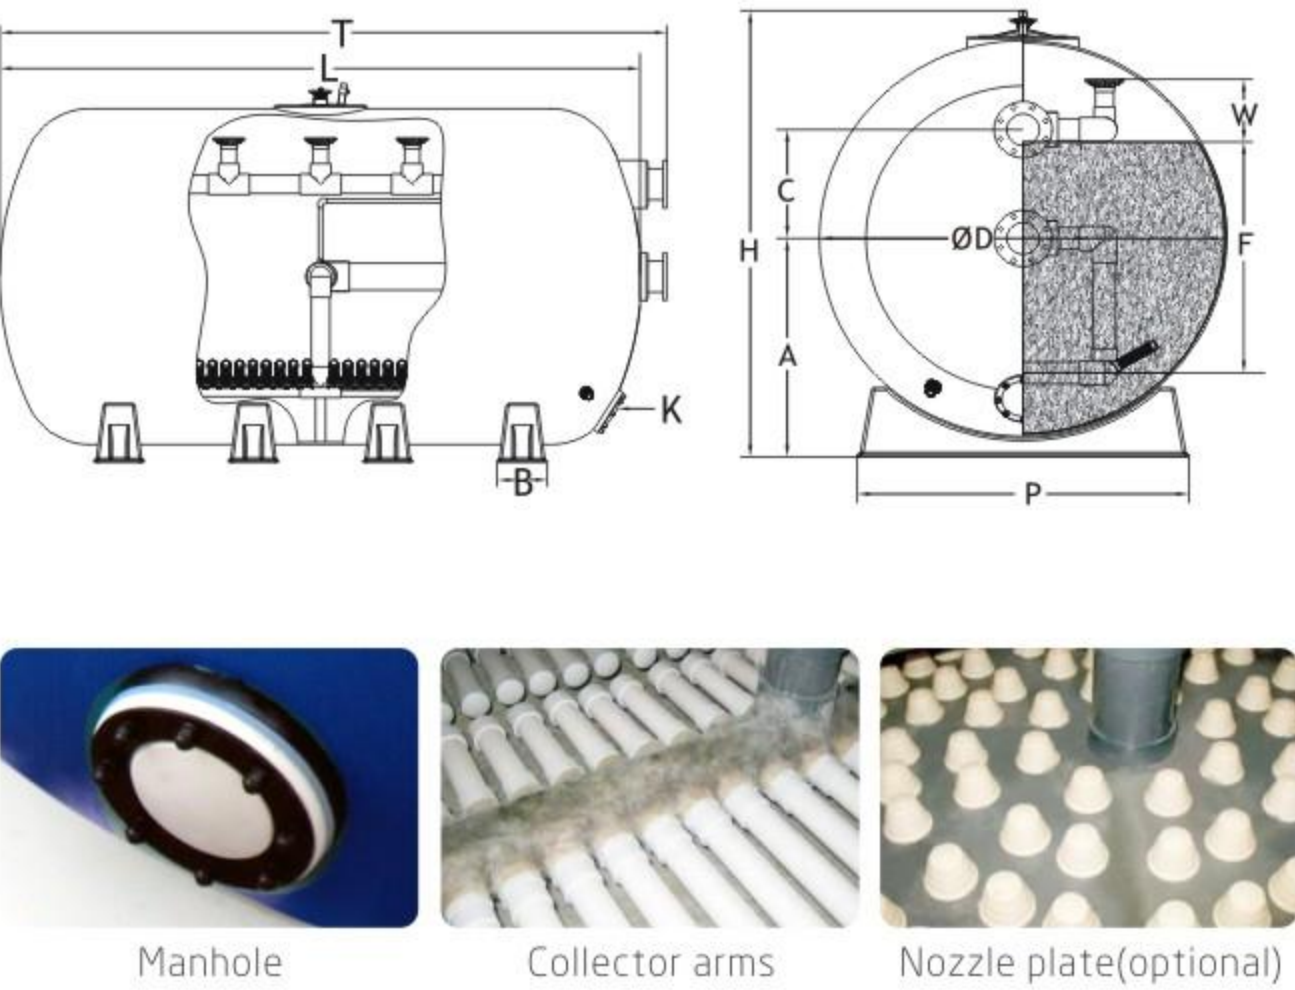 T
L
K
B
W
C
H
ØD
F
A
P
Manhole
Collector arms
Nozzle plate(optional)